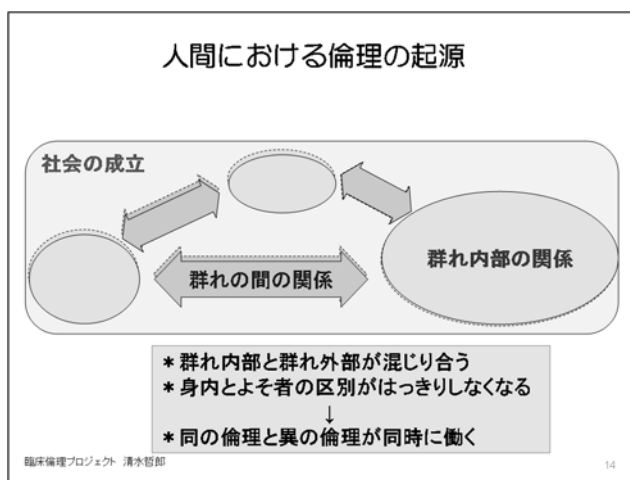 人間における倫理の起源
社会の成立
群れ内部の関係
群れの間の関係
＊群れ内部と群れ外部が混じり合う
＊身内とよそ者の区別がはっきりしなくなる
↓
＊同の倫理と異の倫理が同時に働く
臨床倫理プロジェクト 清水哲郎
14